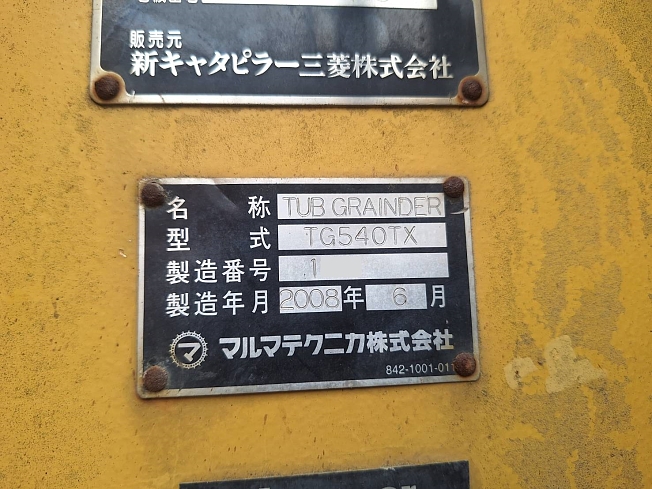 販売元
新キャタピラー三菱株式会社
名 称 TUB GRAINDER
型 式 TG540TX
製造番号 1
製造年月 2008年 6月
マ マルマテクニカ株式会社
842-1001-011